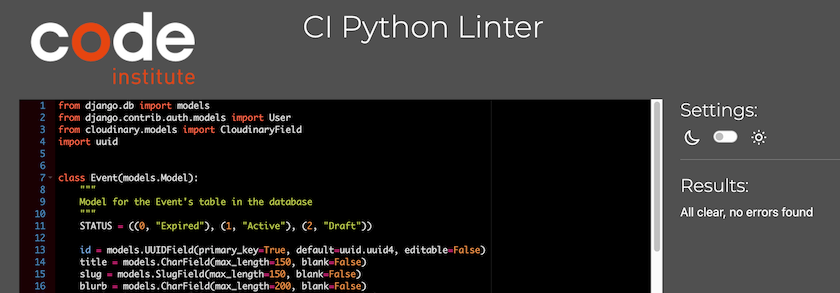 code
institute
CI Python Linter
1 from django.db import models
2 from django.contrib.auth.models import User
3 from cloudinary.models import CloudinaryField
4 import uuid
5
6
7 class Event(models.Model):
8 """
9 Model for the Event's table in the database
10 """
11 STATUS = ((0, "Expired"), (1, "Active"), (2, "Draft"))
12
13 id = models.UUIDField(primary_key=True, default=uuid.uuid4, editable=False)
14 title = models.CharField(max_length=150, blank=False)
15 slug = models.SlugField(max_length=150, blank=False)
16 blurb = models.CharField(max_length=200, blank=False)
Settings:
Results:
All clear, no errors found